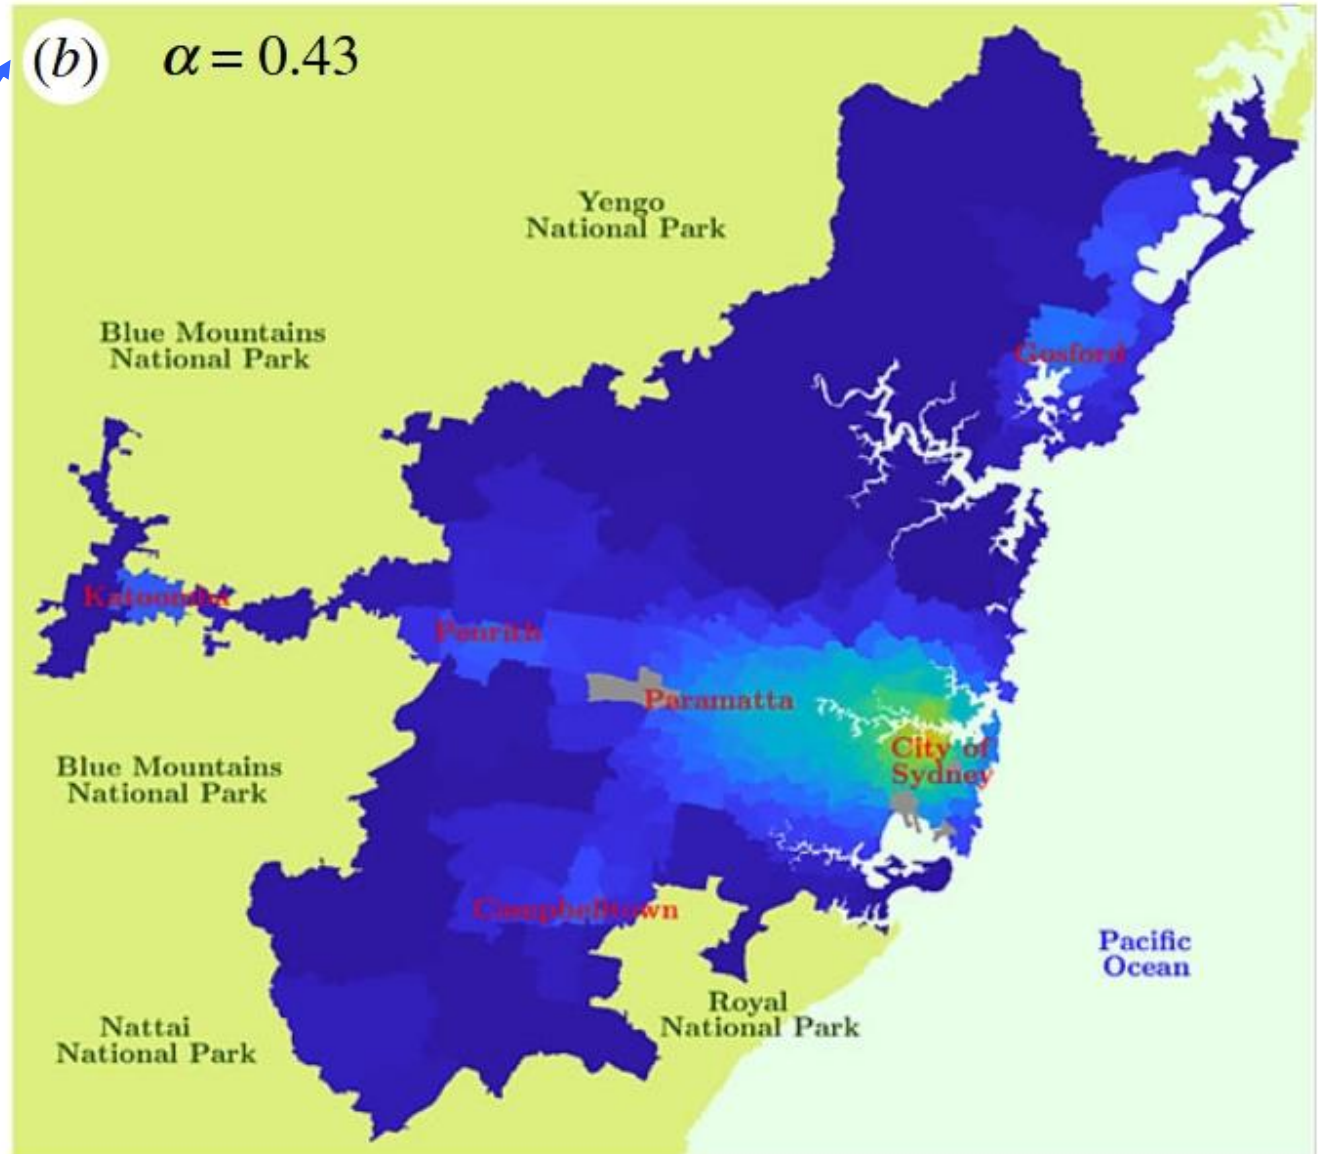 (b) α = 0.43
Yengo
National Park
Blue Mountains
National Park
Gosford
Katoomba
Penrith
Paramatta
City of
Sydney
Blue Mountains
National Park
Campbelltown
Pacific
Ocean
Royal
National Park
Nattai
National Park